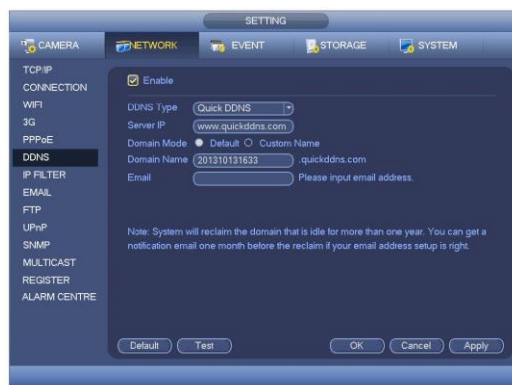 SETTING
CAMERA NETWORK EVENT STORAGE SYSTEM
TCP/IP
CONNECTION
WIFI
3G
PPPoE
DDNS
IP FILTER
EMAIL
FTP
UPnP
SNMP
MULTICAST
REGISTER
ALARM CENTRE
Enable
DDNS Type Quick DDNS
Server IP www.quickddns.com
Domain Mode Default Custom Name
Domain Name 201310131633 .quickddns.com
Email Please input email address.
Note: System will reclaim the domain that is idle for more than one year. You can get a
notification email one month before the reclaim if your email address setup is right.
Default Test OK Cancel Apply